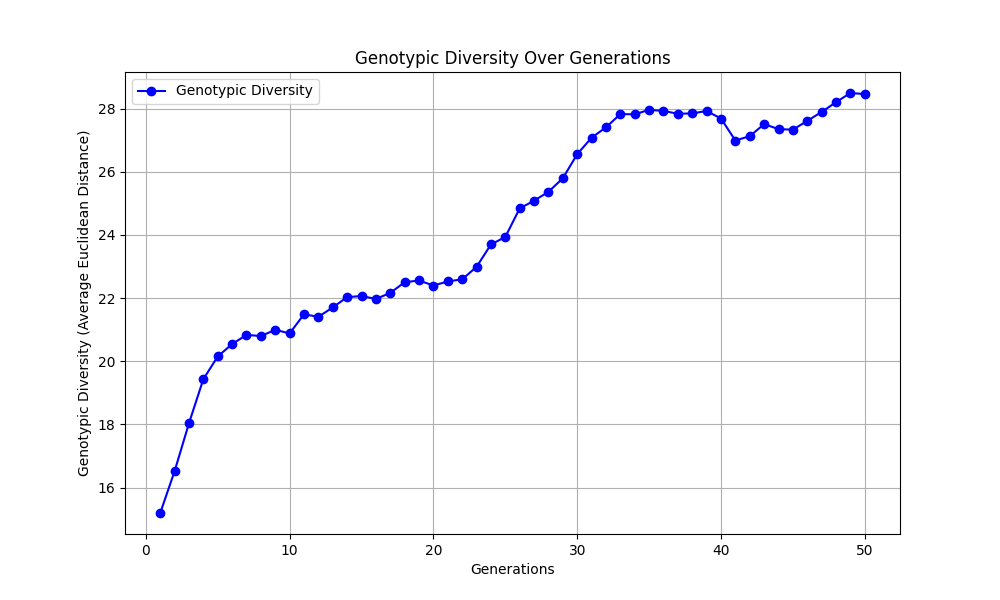 Genotypic Diversity Over Generations
Genotypic Diversity
Genotypic Diversity (Average Euclidean Distance)
28
26
24
22
20
18
16
0 10 20 30 40 50
Generations